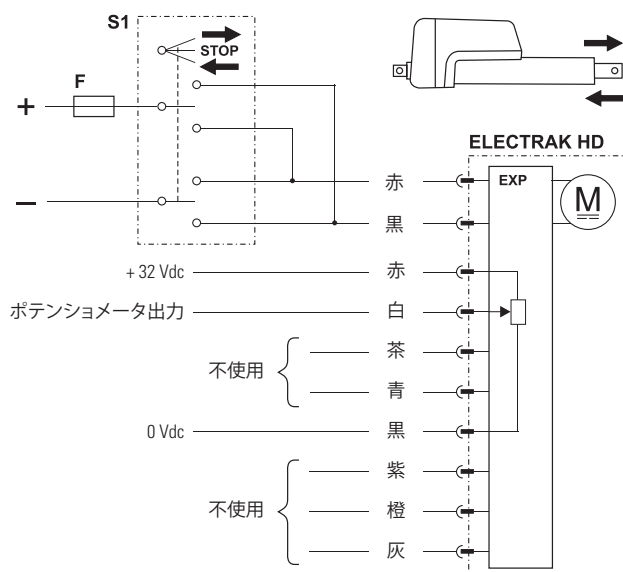 S1
STOP
F
+
−
ELECTRAK HD
EXP
M
赤
黒
+ 32 Vdc
赤
ポテンショメータ出力
白
茶
不使用
青
0 Vdc
黒
紫
不使用
橙
灰